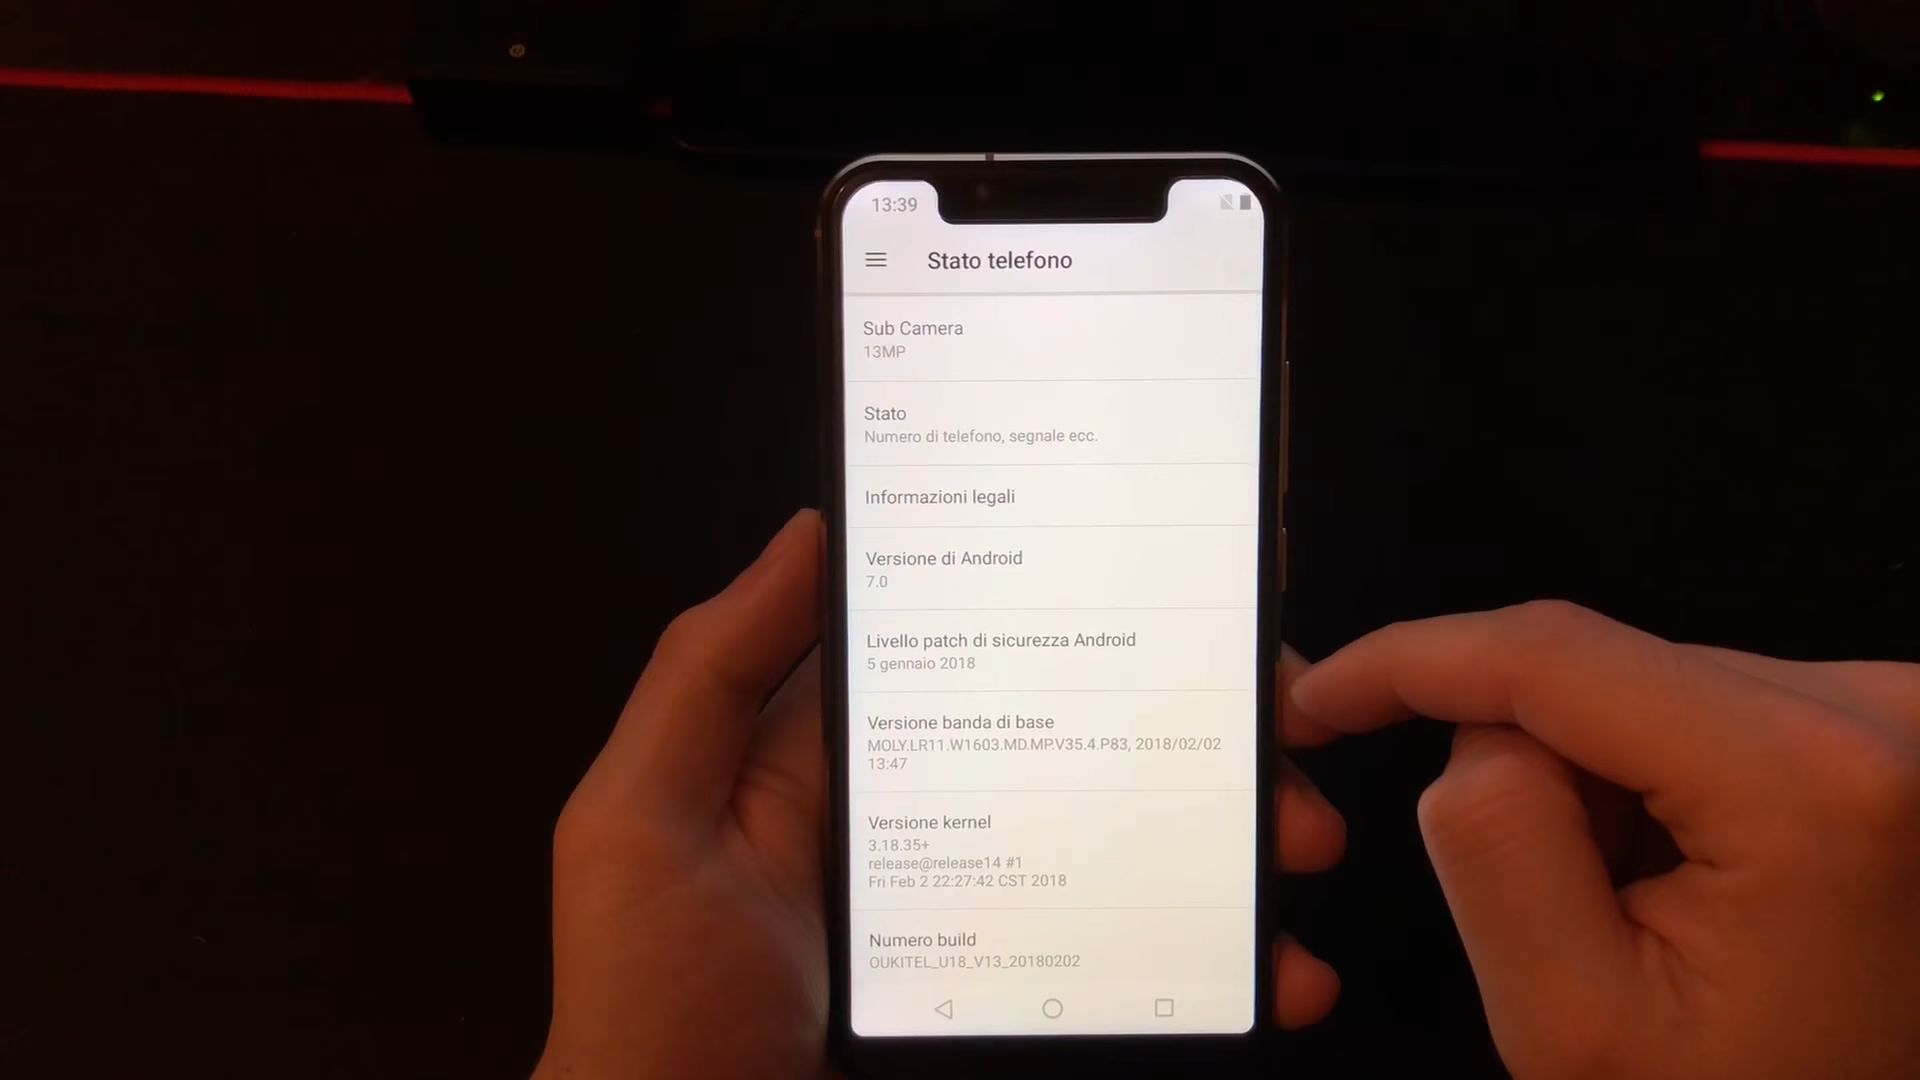 13:39
Stato telefono
Sub Camera
13MP
Stato
Numero di telefono, segnale ecc.
Informazioni legali
Versione di Android
7.0
Livello patch di sicurezza Android
5 gennaio 2018
Versione banda di base
MOLY.LR11.W1603.MD.MP.V35.4.P83, 2018/02/02
13:47
Versione kernel
3.18.35+
release@release14 #1
Fri Feb 2 22:27:42 CST 2018
Numero build
OUKITEL_U18_V13_20180202